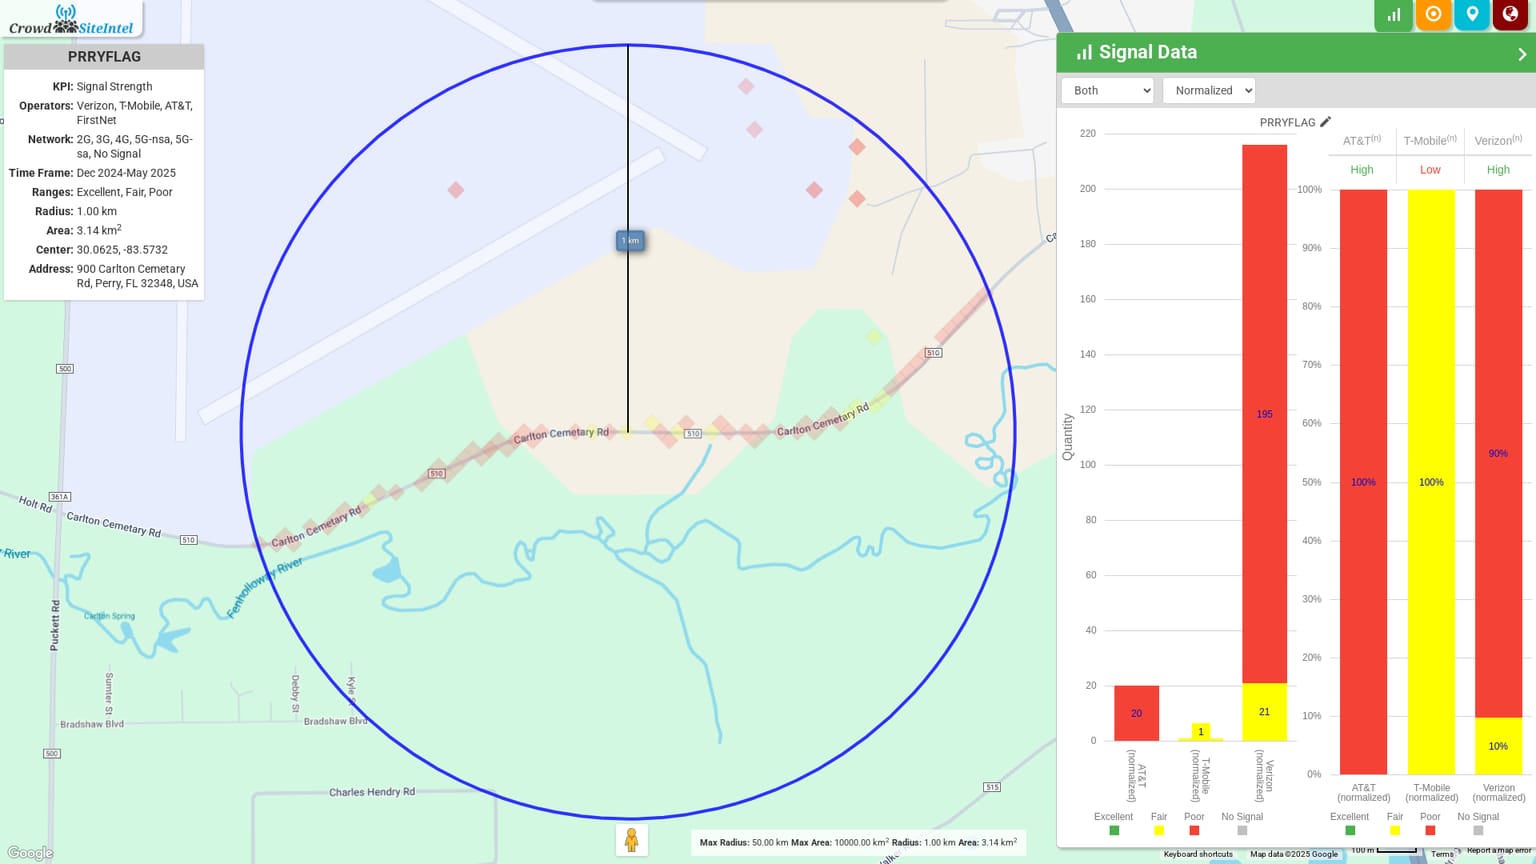 Crowd SiteIntel
PRRYFLAG
KPI: Signal Strength
Operators: Verizon, T-Mobile, AT&T,
FirstNet
Network: 2G, 3G, 4G, 5G-nsa, 5G-
sa, No Signal
Time Frame: Dec 2024-May 2025
Ranges: Excellent, Fair, Poor
Radius: 1.00 km
Area: 3.14 km²
Center: 30.0625, -83.5732
Address: 900 Carlton Cemetary
Rd, Perry, FL 32348, USA
1 km
500
510
Carlton Cemetary Rd
510
Carlton Cemetary Rd
510
361A
Holt Rd
Carlton Cemetary Rd
510
Carlton Cemetary Rd
River
Fenholloway River
Carlton Spring
Puckett Rd
Sumter St
Debby St
Kyle St
Bradshaw Blvd
Bradshaw Blvd
500
Charles Hendry Rd
515
Google
Max Radius: 50.00 km Max Area: 10000.00 km² Radius: 1.00 km Area: 3.14 km²
Signal Data
Both
Normalized
PRRYFLAG
Quantity
220
200
180
160
140
120
100
80
60
40
20
0
20
1
195
21
AT&T
(normalized)
T-Mobile
(normalized)
Verizon
(normalized)
Excellent
Fair
Poor
No Signal
AT&T(n)
T-Mobile(n)
Verizon(n)
High
Low
High
100%
90%
80%
70%
60%
50%
40%
30%
20%
10%
0%
100%
100%
90%
10%
AT&T
(normalized)
T-Mobile
(normalized)
Verizon
(normalized)
Excellent
Fair
Poor
No Signal
Keyboard shortcuts
Map data ©2025 Google
100 m
Terms
Report a map error